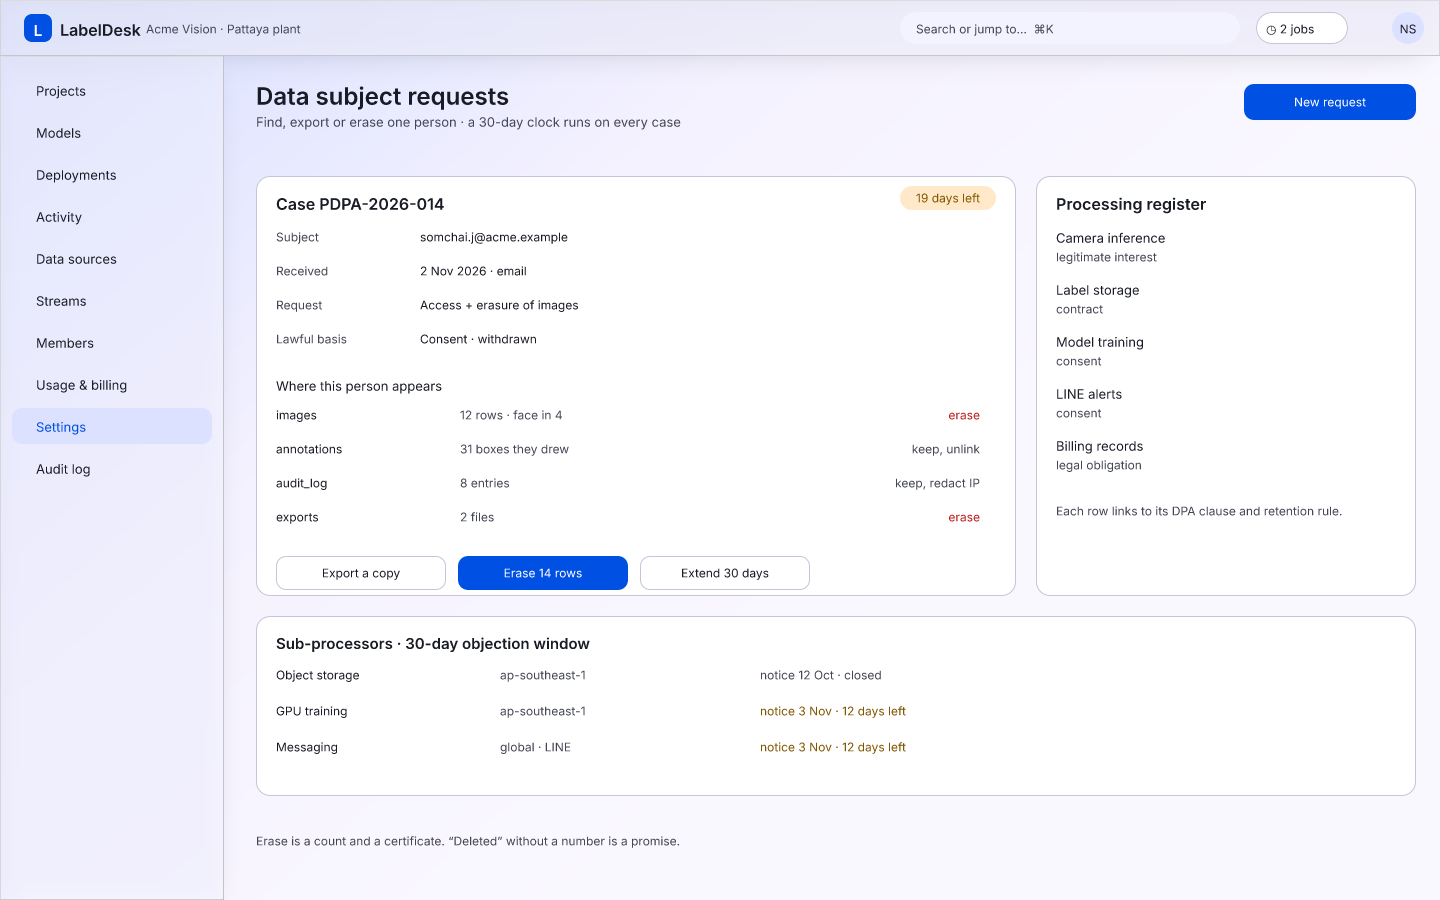 L LabelDesk Acme Vision · Pattaya plant
Search or jump to... ⌘K
◷ 2 jobs
NS
Projects
Models
Deployments
Activity
Data sources
Streams
Members
Usage & billing
Settings
Audit log
Data subject requests
Find, export or erase one person · a 30-day clock runs on every case
New request
Case PDPA-2026-014
19 days left
Subject somchai.j@acme.example
Received 2 Nov 2026 · email
Request Access + erasure of images
Lawful basis Consent · withdrawn
Where this person appears
images 12 rows · face in 4 erase
annotations 31 boxes they drew keep, unlink
audit_log 8 entries keep, redact IP
exports 2 files erase
Export a copy Erase 14 rows Extend 30 days
Processing register
Camera inference
legitimate interest
Label storage
contract
Model training
consent
LINE alerts
consent
Billing records
legal obligation
Each row links to its DPA clause and retention rule.
Sub-processors · 30-day objection window
Object storage ap-southeast-1 notice 12 Oct · closed
GPU training ap-southeast-1 notice 3 Nov · 12 days left
Messaging global · LINE notice 3 Nov · 12 days left
Erase is a count and a certificate. “Deleted” without a number is a promise.